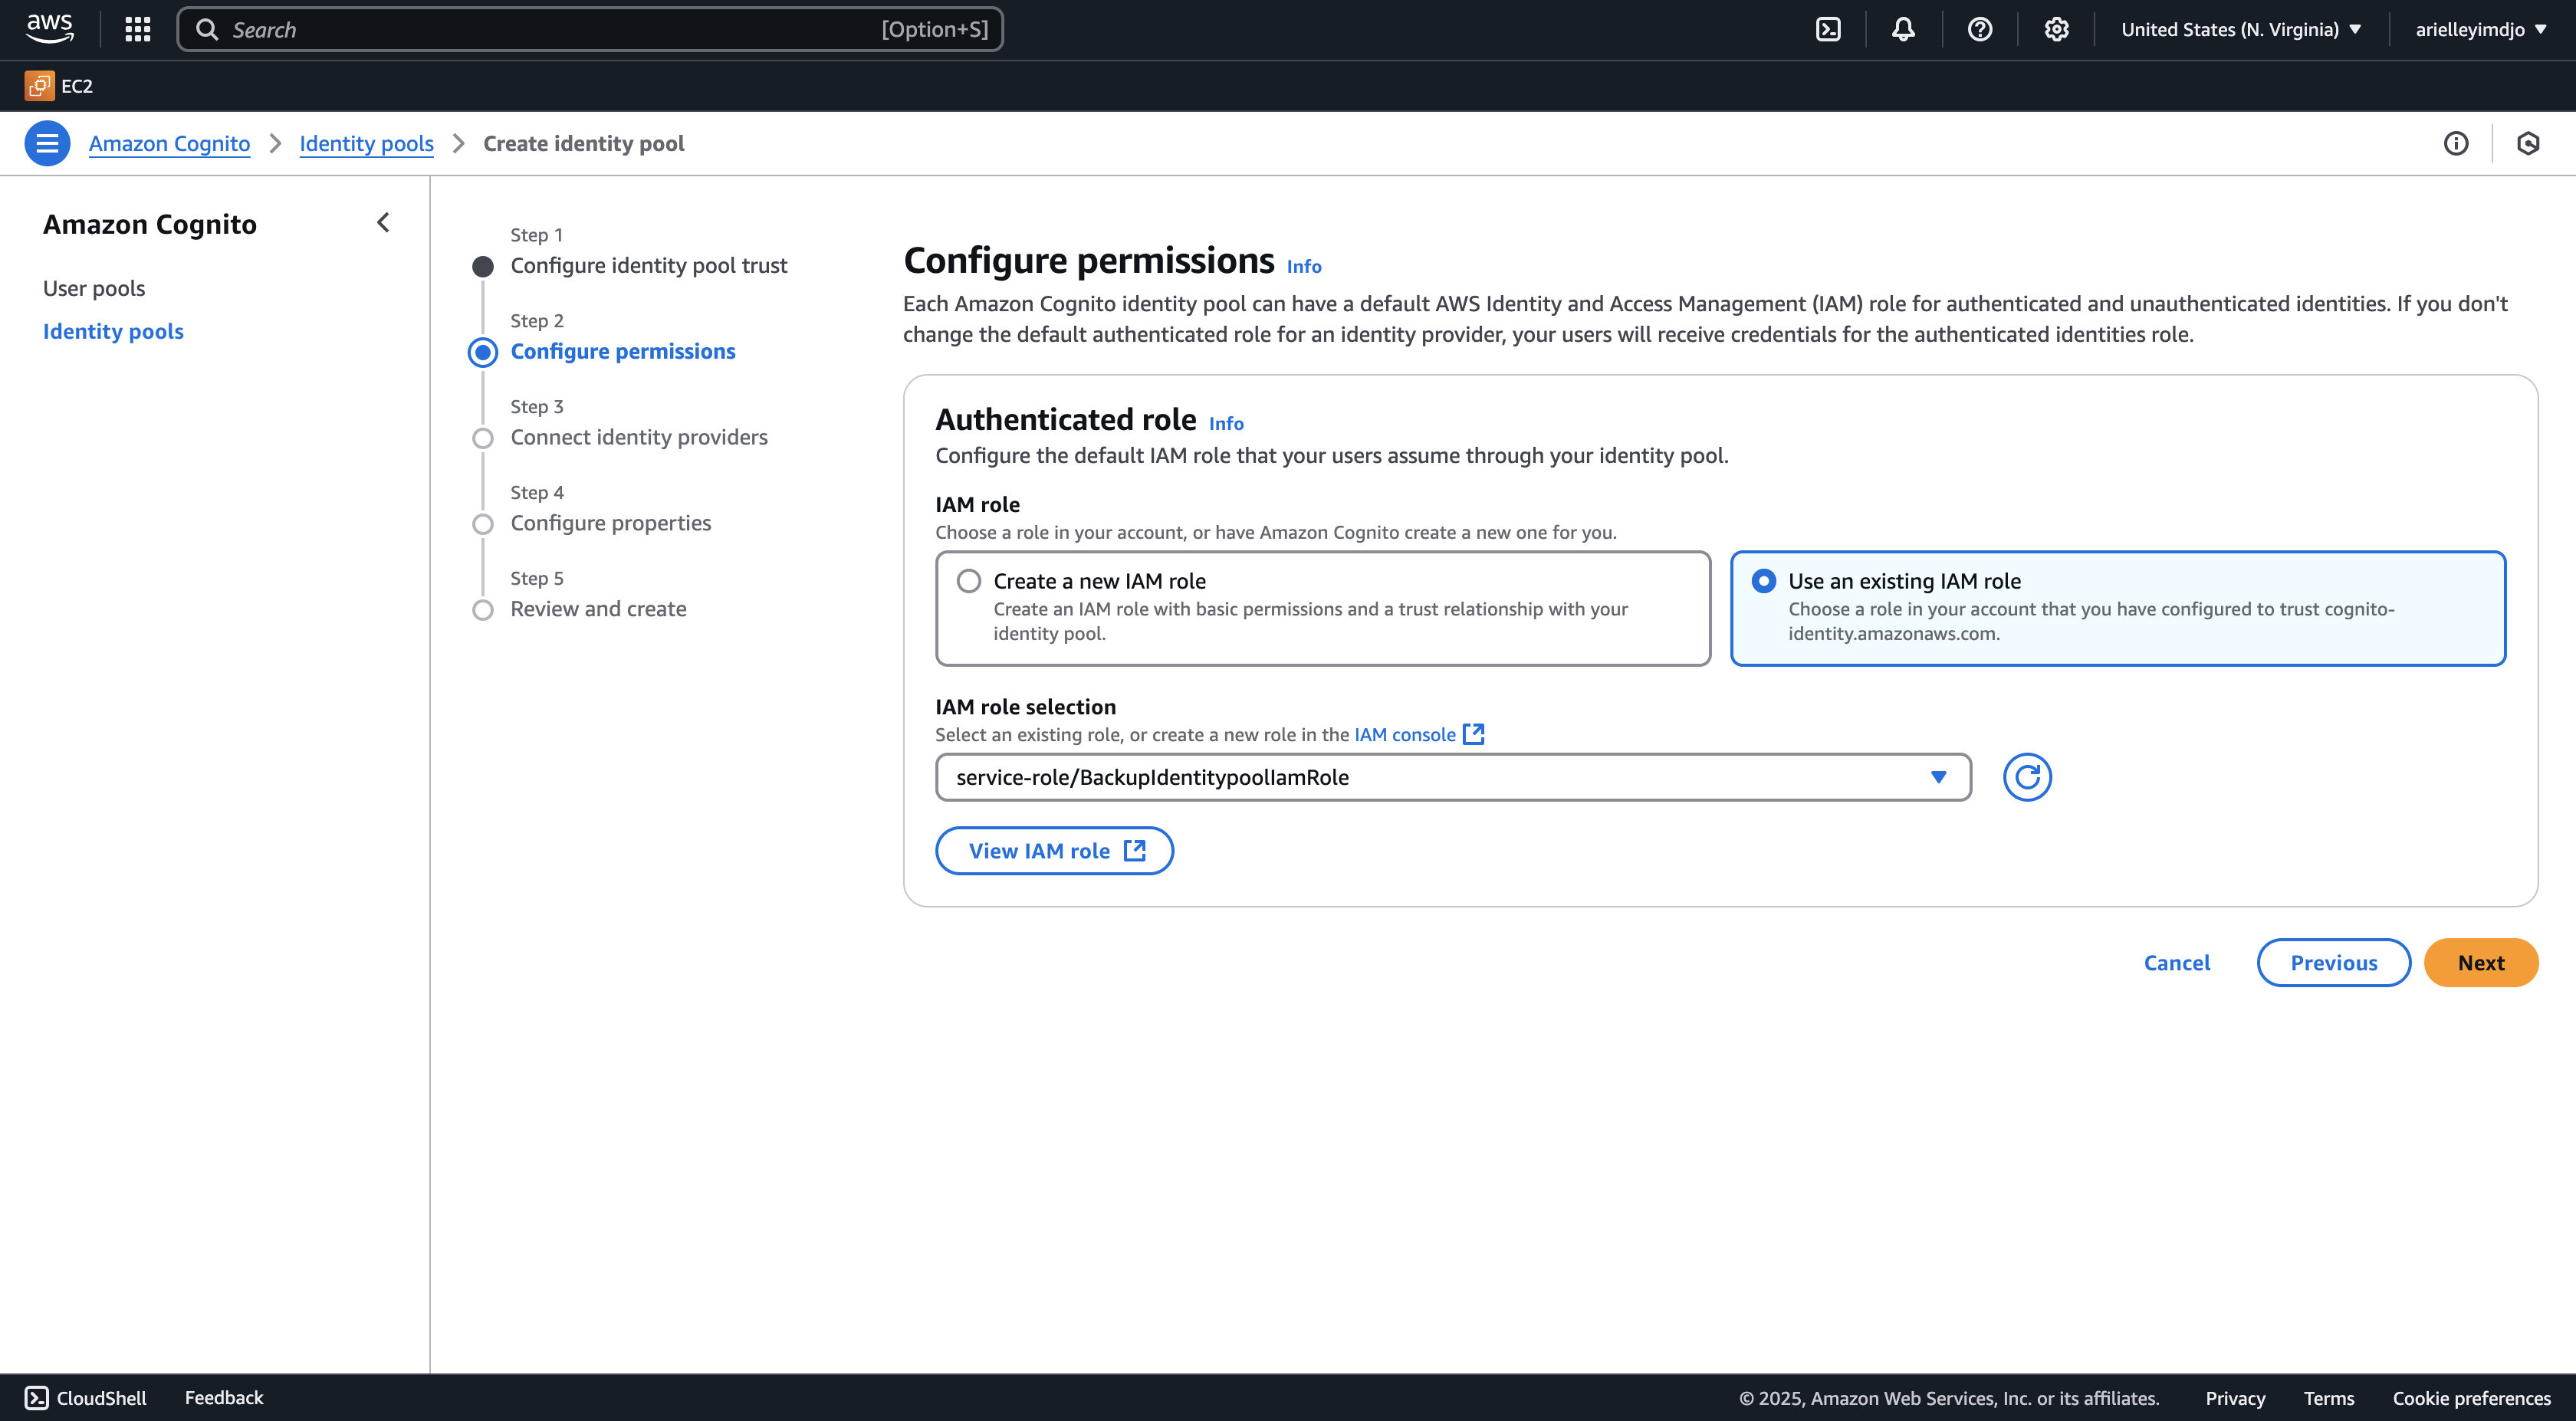 aws
Search
[Option+S]
United States (N. Virginia)
arielleyimdjo
EC2
Amazon Cognito
Identity pools
Create identity pool
Amazon Cognito
User pools
Identity pools
Step 1
Configure identity pool trust
Step 2
Configure permissions
Step 3
Connect identity providers
Step 4
Configure properties
Step 5
Review and create
Configure permissions Info
Each Amazon Cognito identity pool can have a default AWS Identity and Access Management (IAM) role for authenticated and unauthenticated identities. If you don't
change the default authenticated role for an identity provider, your users will receive credentials for the authenticated identities role.
Authenticated role Info
Configure the default IAM role that your users assume through your identity pool.
IAM role
Choose a role in your account, or have Amazon Cognito create a new one for you.
Create a new IAM role
Create an IAM role with basic permissions and a trust relationship with your
identity pool.
Use an existing IAM role
Choose a role in your account that you have configured to trust cognito-
identity.amazonaws.com.
IAM role selection
Select an existing role, or create a new role in the IAM console
service-role/BackupIdentitypoolIamRole
View IAM role
Cancel
Previous
Next
CloudShell
Feedback
© 2025, Amazon Web Services, Inc. or its affiliates.
Privacy
Terms
Cookie preferences